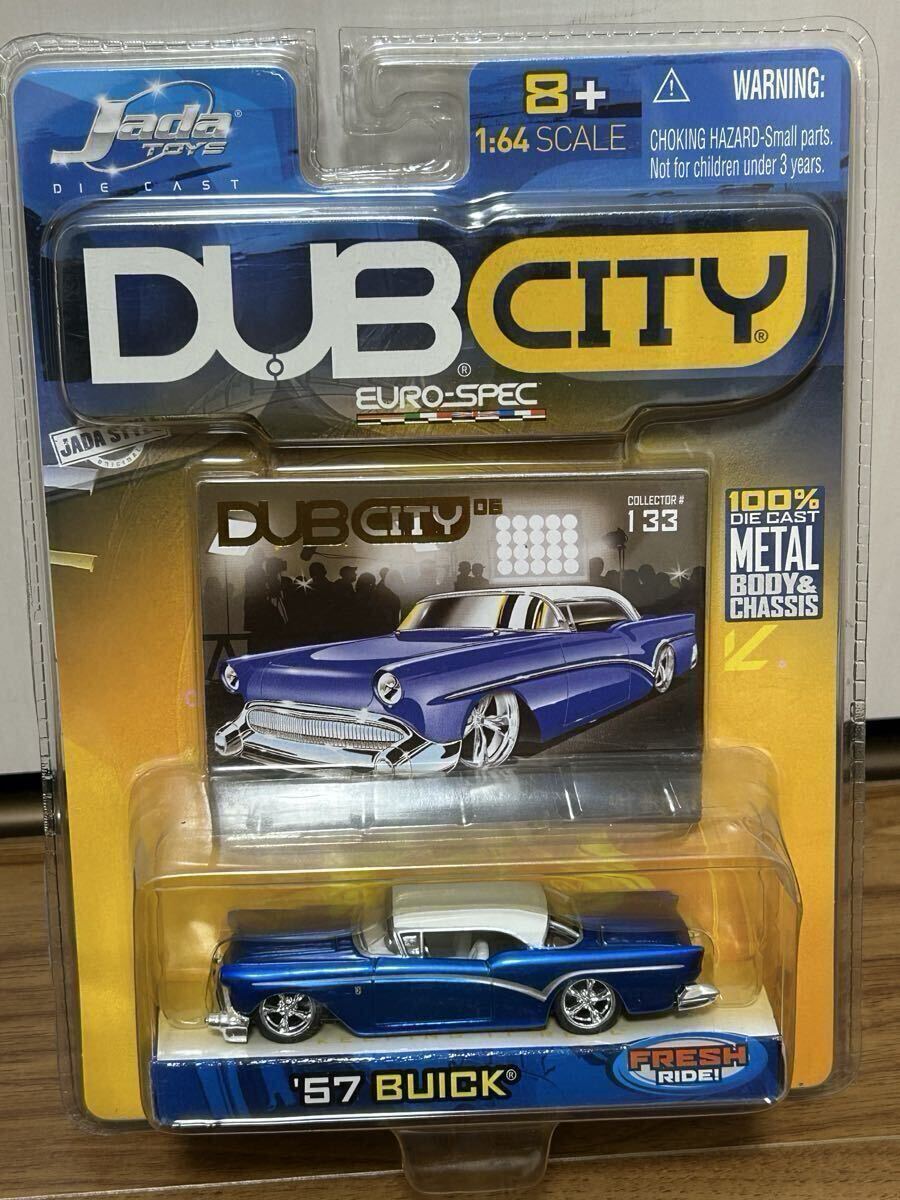 Jada®
TOYS
DIE CAST
8+
1:64 SCALE
WARNING:
CHOKING HAZARD-Small parts.
Not for children under 3 years.
DUB® CITY®
EURO-SPEC
JADA
ORIGINAL
DUB CITY 06
COLLECTOR #
133
100%
DIE CAST
METAL
BODY&
CHASSIS
'57 BUICK®
FRESH
RIDE!